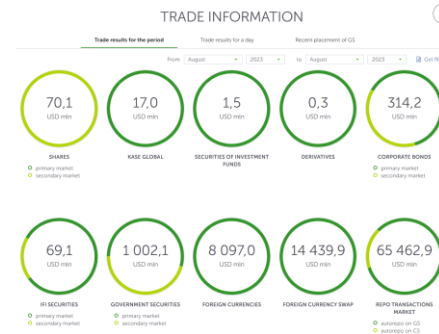 TRADE INFORMATION
Trade results for the period Trade results for a day Recent placement of GS
from August 2023 to August 2023 Get
70,1 17,0 1,5 0,3 314,2
USD mln USD mln USD mln USD mln USD mln
SHARES KASE GLOBAL SECURITIES OF INVESTMENT FUNDS DERIVATIVES CORPORATE BONDS
primary market primary market
secondary market secondary market
69,1 1 002,1 8 097,0 14 439,9 65 462,9
USD mln USD mln USD mln USD mln USD mln
IFI SECURITIES GOVERNMENT SECURITIES FOREIGN CURRENCIES FOREIGN CURRENCY SWAP REPO TRANSACTIONS MARKET
primary market primary market autorepo on GS
secondary market secondary market autorepo on CS